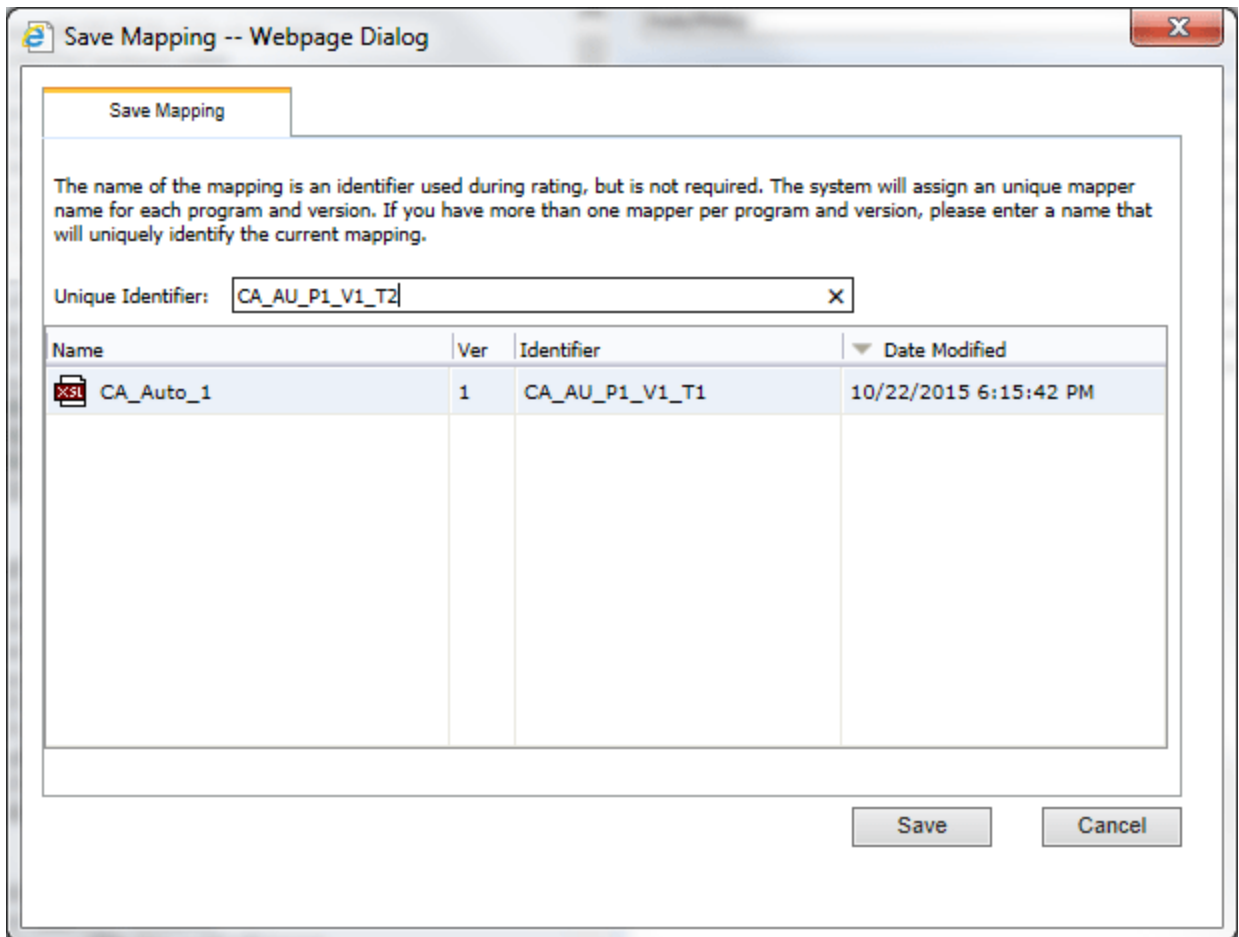 Save Mapping -- Webpage Dialog
x
Save Mapping
The name of the mapping is an identifier used during rating, but is not required. The system will assign an unique mapper
name for each program and version. If you have more than one mapper per program and version, please enter a name that
will uniquely identify the current mapping.
Unique Identifier: CA_AU_P1_V1_T2 ×
Name Ver Identifier Date Modified
XSL CA_Auto_1 1 CA_AU_P1_V1_T1 10/22/2015 6:15:42 PM
Save Cancel